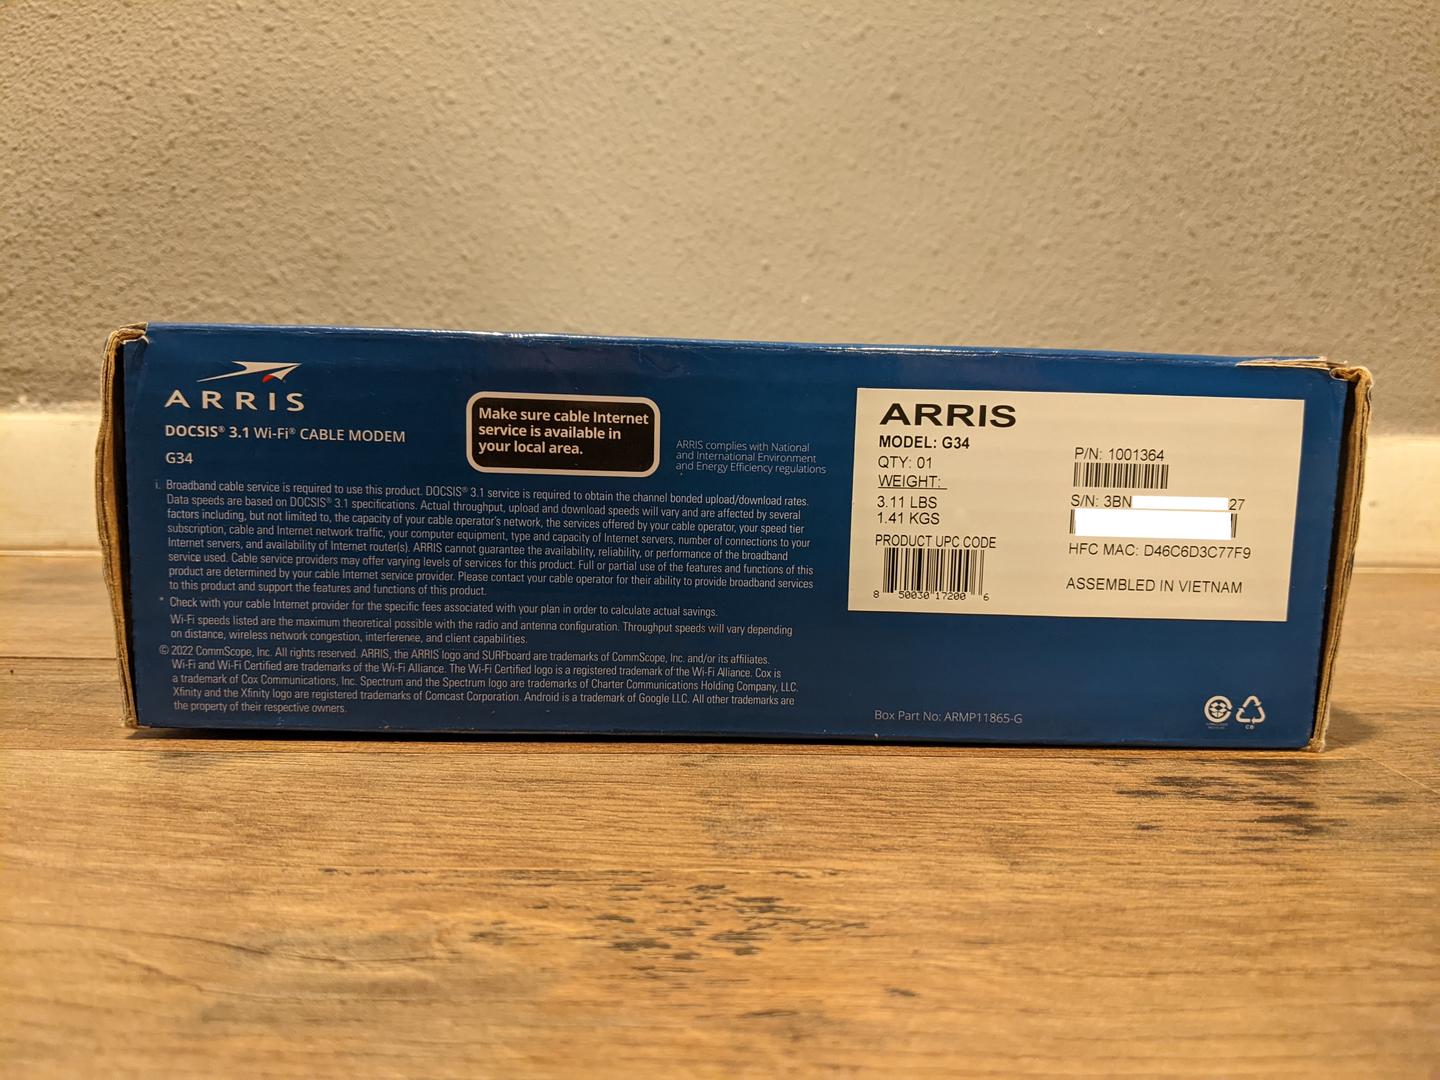 ARRIS
DOCSIS® 3.1 Wi-Fi® CABLE MODEM
G34
Make sure cable Internet
service is available in
your local area.
ARRIS complies with National
and International Environment
and Energy Efficiency regulations
i. Broadband cable service is required to use this product. DOCSIS® 3.1 service is required to obtain the channel bonded upload/download rates.
Data speeds are based on DOCSIS® 3.1 specifications. Actual throughput, upload and download speeds will vary and are affected by several
factors including, but not limited to, the capacity of your cable operator's network, the services offered by your cable operator, your speed tier
subscription, cable and Internet network traffic, your computer equipment, type and capacity of Internet servers, number of connections to your
Internet servers, and availability of Internet router(s). ARRIS cannot guarantee the availability, reliability, or performance of the broadband
service used. Cable service providers may offer varying levels of services for this product. Full or partial use of the features and functions of this
product are determined by your cable Internet service provider. Please contact your cable operator for their ability to provide broadband services
to this product and support the features and functions of this product.
* Check with your cable Internet provider for the specific fees associated with your plan in order to calculate actual savings.
Wi-Fi speeds listed are the maximum theoretical possible with the radio and antenna configuration. Throughput speeds will vary depending
on distance, wireless network congestion, interference, and client capabilities.
© 2022 CommScope, Inc. All rights reserved. ARRIS, the ARRIS logo and SURFboard are trademarks of CommScope, Inc. and/or its affiliates.
Wi-Fi and Wi-Fi Certified are trademarks of the Wi-Fi Alliance. The Wi-Fi Certified logo is a registered trademark of the Wi-Fi Alliance. Cox is
a trademark of Cox Communications, Inc. Spectrum and the Spectrum logo are trademarks of Charter Communications Holding Company, LLC.
Xfinity and the Xfinity logo are registered trademarks of Comcast Corporation. Android is a trademark of Google LLC. All other trademarks are
the property of their respective owners.
ARRIS
MODEL: G34
QTY: 01
WEIGHT:
3.11 LBS
1.41 KGS
PRODUCT UPC CODE
8 50030 17200 6
P/N: 1001364
S/N: 3BN 27
HFC MAC: D46C6D3C77F9
ASSEMBLED IN VIETNAM
Box Part No: ARMP11865-G
CB